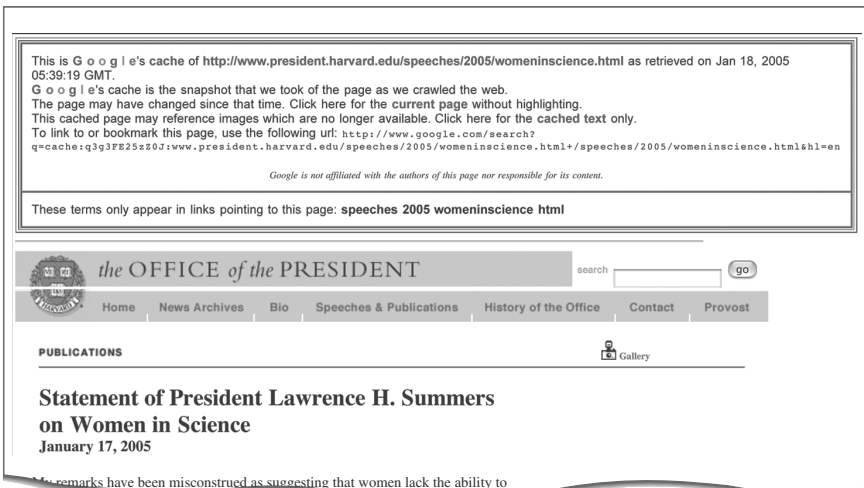 This is G o o g l e's cache of http://www.president.harvard.edu/speeches/2005/womeninscience.html as retrieved on Jan 18, 2005
05:39:19 GMT.
G o o g l e's cache is the snapshot that we took of the page as we crawled the web.
The page may have changed since that time. Click here for the current page without highlighting.
This cached page may reference images which are no longer available. Click here for the cached text only.
To link to or bookmark this page, use the following url: http://www.google.com/search?
q=cache:q3g3FE25zZ0J:www.president.harvard.edu/speeches/2005/womeninscience.html+/speeches/2005/womeninscience.html&hl=en
Google is not affiliated with the authors of this page nor responsible for its content.
These terms only appear in links pointing to this page: speeches 2005 womeninscience html
the OFFICE of the PRESIDENT
search
go
HARVARD
Home News Archives Bio Speeches & Publications History of the Office Contact Provost
PUBLICATIONS
Gallery
Statement of President Lawrence H. Summers
on Women in Science
January 17, 2005
My remarks have been misconstrued as suggesting that women lack the ability to